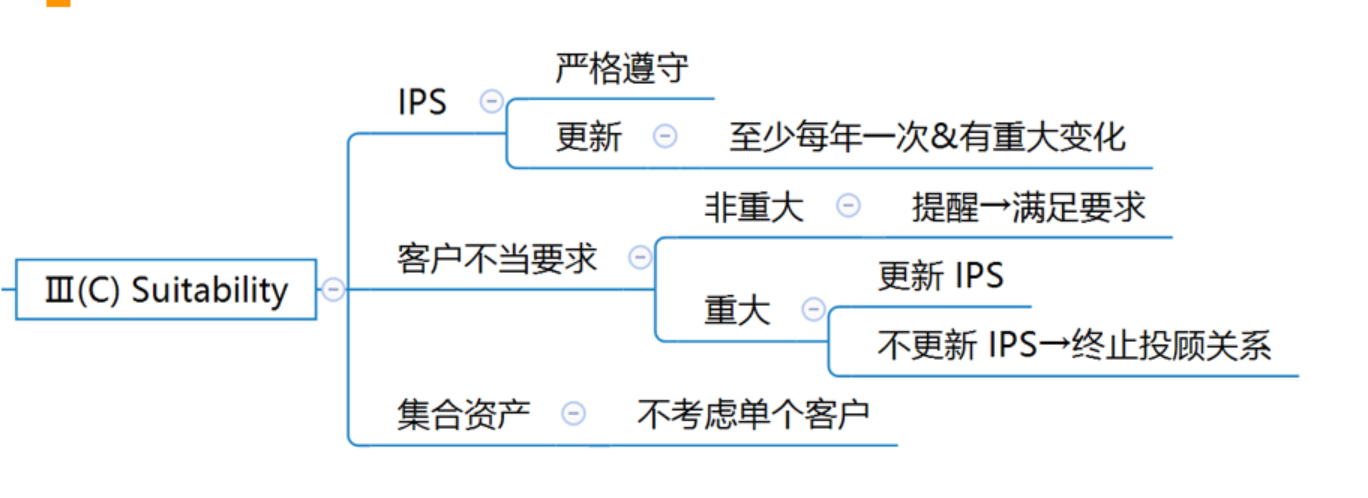 严格遵守
IPS
更新 至少每年一次&有重大变化
非重大 提醒→满足要求
客户不当要求
更新 IPS
Ⅲ(C) Suitability
重大
不更新 IPS→终止投顾关系
集合资产 不考虑单个客户